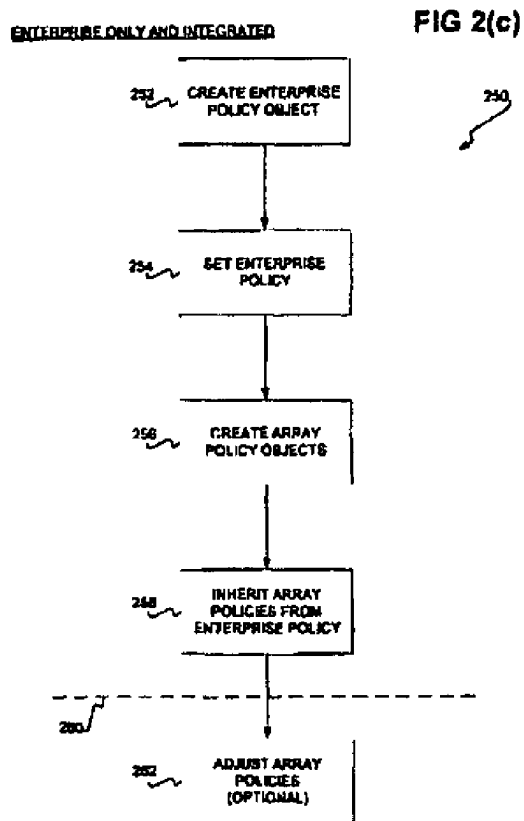 FIG 2(c)
ENTERPRISE ONLY AND INTEGRATED
250
252
CREATE ENTERPRISE
POLICY OBJECT
254
SET ENTERPRISE
POLICY
256
CREATE ARRAY
POLICY OBJECTS
258
INHERIT ARRAY
POLICIES FROM
ENTERPRISE POLICY
260
262
ADJUST ARRAY
POLICIES
(OPTIONAL)